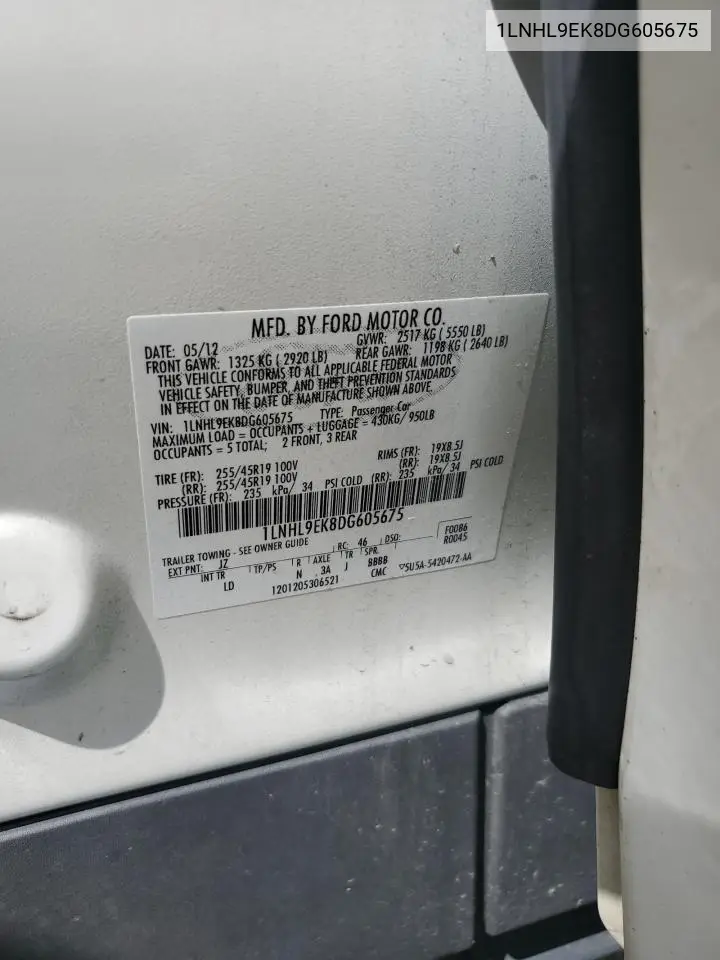 1LNHL9EK8DG605675
MFD. BY FORD MOTOR CO.
DATE: 05/12 GVWR: 2517 KG ( 5550 LB)
FRONT GAWR: 1325 KG ( 2920 LB) REAR GAWR: 1198 KG ( 2640 LB)
THIS VEHICLE CONFORMS TO ALL APPLICABLE FEDERAL MOTOR
VEHICLE SAFETY, BUMPER, AND THEFT PREVENTION STANDARDS
IN EFFECT ON THE DATE OF MANUFACTURE SHOWN ABOVE.
VIN: 1LNHL9EK8DG605675 TYPE: Passenger Car
MAXIMUM LOAD = OCCUPANTS + LUGGAGE = 430KG/ 950LB
OCCUPANTS = 5 TOTAL; 2 FRONT, 3 REAR
TIRE (FR): 255/45R19 100V RIMS (FR): 19X8.5J
(RR): 255/45R19 100V (RR): 19X8.5J
PRESSURE (FR): 235 kPa/ 34 PSI COLD (RR): 235 kPa/ 34 PSI COLD
1LNHL9EK8DG605675
TRAILER TOWING - SEE OWNER GUIDE F0086
EXT PNT: JZ RC: 46 DSO: R0045
INT TR TP/PS R AXLE TR SPR
LD N 3A J BBBB
1201205306521 CMC 5U5A-5420472-AA